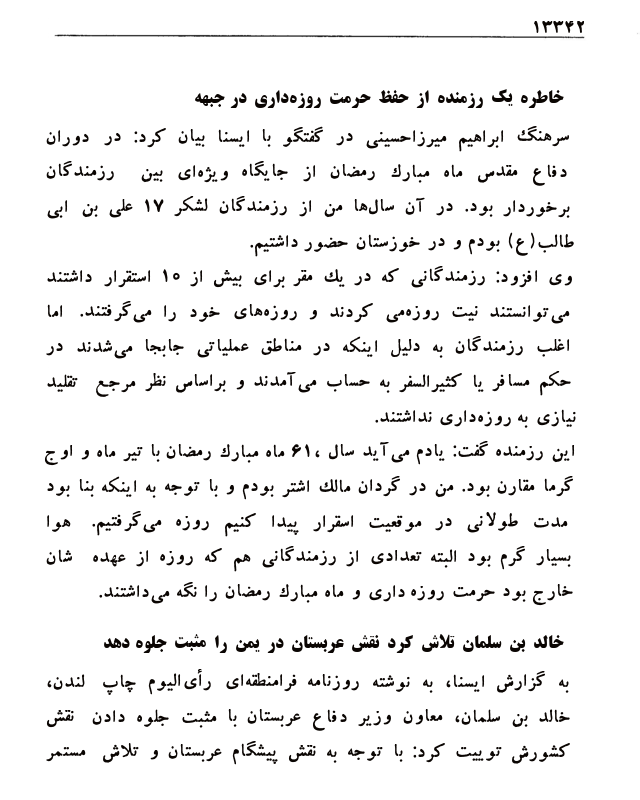 ۱۳۳۴۲
خاطره یک رزمنده از حفظ حرمت روزه‌داری در جبهه
سرهنگ ابراهیم میرزاحسینی در گفتگو با ایسنا بیان کرد: در دوران
دفاع مقدس ماه مبارك رمضان از جایگاه ویژه‌ای بین رزمندگان
برخوردار بود. در آن سال‌ها من از رزمندگان لشکر ۱۷ علی بن ابی
طالب(ع) بودم و در خوزستان حضور داشتیم.
وی افزود: رزمندگانی که در یك مقر برای بیش از ۱۰ استقرار داشتند
می‌توانستند نیت روزه‌می کردند و روزه‌های خود را می‌گرفتند. اما
اغلب رزمندگان به دلیل اینکه در مناطق عملیاتی جابجا می‌شدند در
حکم مسافر یا کثیرالسفر به حساب می‌آمدند و براساس نظر مرجع تقلید
نیازی به روزه‌داری نداشتند.
این رزمنده گفت: یادم می‌آید سال ،۶۱ ماه مبارك رمضان با تیر ماه و اوج
گرما مقارن بود. من در گردان مالك اشتر بودم و با توجه به اینکه بنا بود
مدت طولانی در موقعیت اسقرار پیدا کنیم روزه می‌گرفتیم. هوا
بسیار گرم بود البته تعدادی از رزمندگانی هم که روزه از عهده شان
خارج بود حرمت روزه داری و ماه مبارك رمضان را نگه می‌داشتند.
خالد بن سلمان تلاش کرد نقش عربستان در یمن را مثبت جلوه دهد
به گزارش ایسنا، به نوشته روزنامه فرامنطقه‌ای رأی‌الیوم چاپ لندن،
خالد بن سلمان، معاون وزیر دفاع عربستان با مثبت جلوه دادن نقش
کشورش توییت کرد: با توجه به نقش پیشگام عربستان و تلاش مستمر